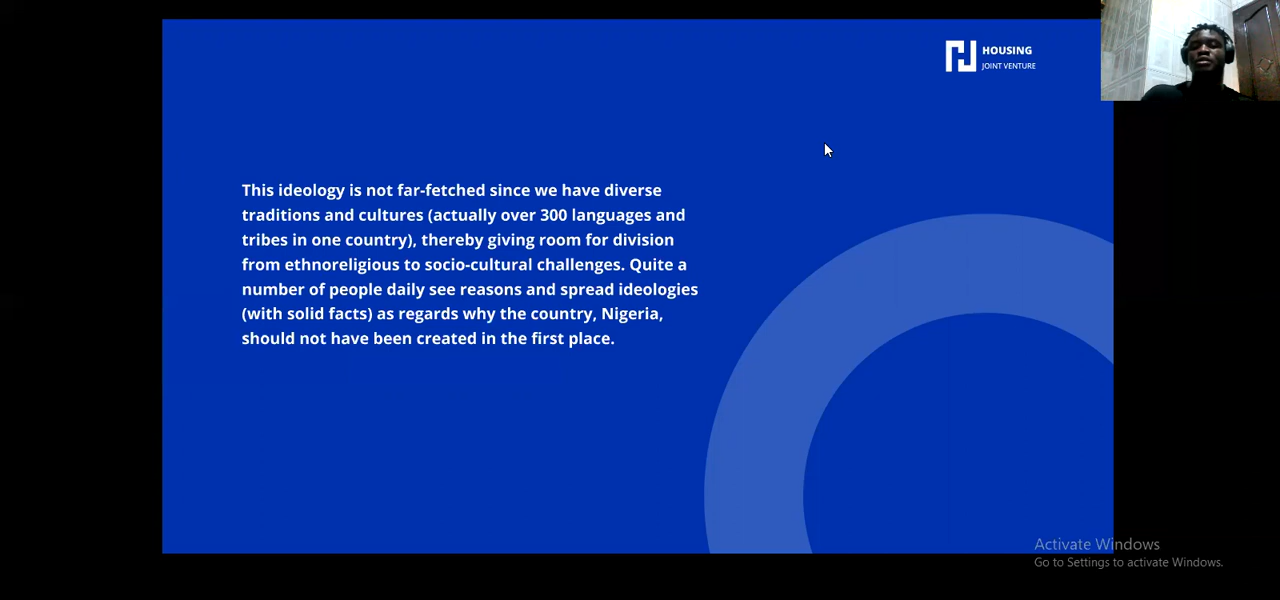 HOUSING
JOINT VENTURE
This ideology is not far-fetched since we have diverse
traditions and cultures (actually over 300 languages and
tribes in one country), thereby giving room for division
from ethnoreligious to socio-cultural challenges. Quite a
number of people daily see reasons and spread ideologies
(with solid facts) as regards why the country, Nigeria,
should not have been created in the first place.
Activate Windows
Go to Settings to activate Windows.